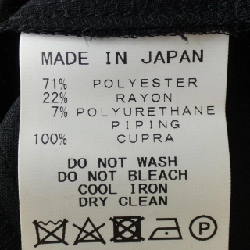 MADE IN JAPAN
71% POLYESTER
22% RAYON
7% POLYURETHANE
PIPING
100% CUPRA
DO NOT WASH
DO NOT BLEACH
COOL IRON
DRY CLEAN